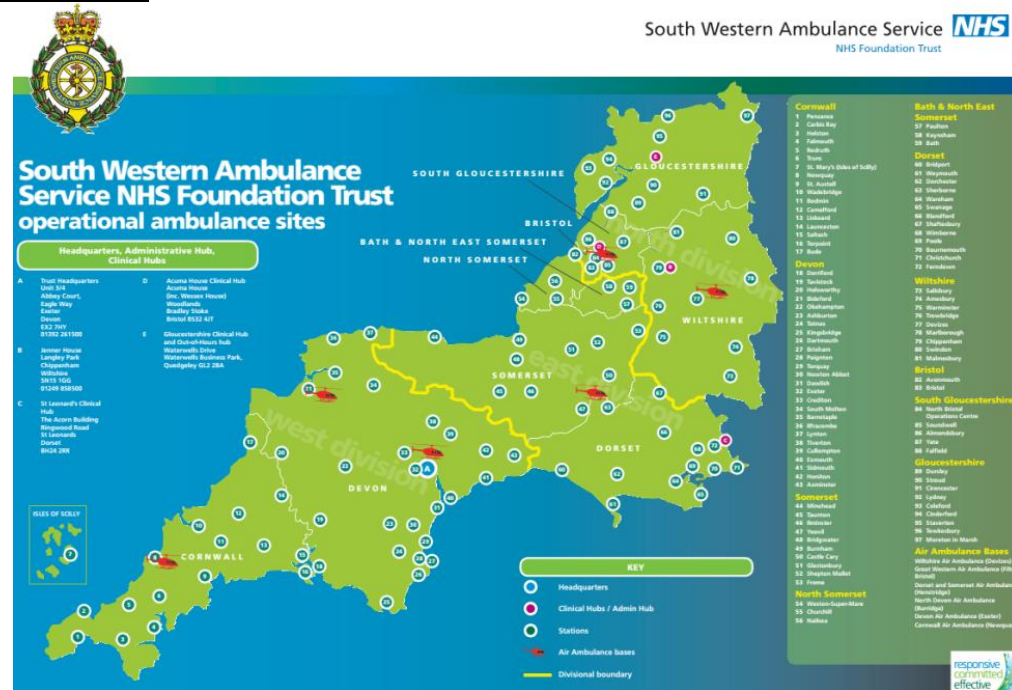 South Western Ambulance Service NHS
NHS Foundation Trust
South Western Ambulance
Service NHS Foundation Trust
operational ambulance sites
Headquarters, Administrative Hub,
Clinical Hubs
A Trust Headquarters
Unit 3/4
Abbey Court,
Eagle Way
Exeter
Devon
EX2 7HY
01392 261500
B Jenner House
Langley Park
Chippenham
Wiltshire
SN15 1GG
01249 858500
C St Leonard's Clinical
Hub
The Acorn Building
Ringwood Road
St Leonards
Dorset
BH24 2RR
D Acuma House Clinical Hub
Acuma House
(inc. Wessex House)
Woodlands
Bradley Stoke
Bristol BS32 4JT
E Gloucestershire Clinical Hub
and Out-of-Hours hub
Waterwells Drive
Waterwells Business Park,
Quedgeley GL2 2BA
SOUTH GLOUCESTERSHIRE
BRISTOL
BATH & NORTH EAST SOMERSET
NORTH SOMERSET
GLOUCESTERSHIRE
north division
WILTSHIRE
SOMERSET
east division
DORSET
west division
DEVON
CORNWALL
ISLES OF SCILLY
KEY
Headquarters
Clinical Hubs / Admin Hub
Stations
Air Ambulance bases
Divisional boundary
Cornwall
1 Penzance
2 Carbis Bay
3 Helston
4 Falmouth
5 Redruth
6 Truro
7 St. Mary's (Isles of Scilly)
8 Newquay
9 St. Austell
10 Wadebridge
11 Bodmin
12 Camelford
13 Liskeard
14 Launceston
15 Saltash
16 Torpoint
17 Bude
Devon
18 Derriford
19 Tavistock
20 Holsworthy
21 Bideford
22 Okehampton
23 Ashburton
24 Totnes
25 Kingsbridge
26 Dartmouth
27 Brixham
28 Paignton
29 Torquay
30 Newton Abbot
31 Dawlish
32 Exeter
33 Crediton
34 South Molton
35 Barnstaple
36 Ilfracombe
37 Lynton
38 Tiverton
39 Cullompton
40 Exmouth
41 Sidmouth
42 Honiton
43 Axminster
Somerset
44 Minehead
45 Taunton
46 Ilminster
47 Yeovil
48 Bridgwater
49 Burnham
50 Castle Cary
51 Glastonbury
52 Shepton Mallet
53 Frome
North Somerset
54 Weston-Super-Mare
55 Churchill
56 Nailsea
Bath & North East
Somerset
57 Paulton
58 Keynsham
59 Bath
Dorset
60 Bridport
61 Weymouth
62 Dorchester
63 Sherborne
64 Wareham
65 Swanage
66 Blandford
67 Shaftesbury
68 Wimborne
69 Poole
70 Bournemouth
71 Christchurch
72 Ferndown
Wiltshire
73 Salisbury
74 Amesbury
75 Warminster
76 Trowbridge
77 Devizes
78 Marlborough
79 Chippenham
80 Swindon
81 Malmesbury
Bristol
82 Avonmouth
83 Bristol
South Gloucestershire
84 North Bristol
Operations Centre
85 Soundwell
86 Almondsbury
87 Yate
88 Falfield
Gloucestershire
89 Dursley
90 Stroud
91 Cirencester
92 Lydney
93 Coleford
94 Cinderford
95 Staverton
96 Tewkesbury
97 Moreton in Marsh
Air Ambulance Bases
Wiltshire Air Ambulance (Devizes)
Great Western Air Ambulance
Bristol)
Dorset and Somerset Air
(Henstridge)
North Devon Air Ambulance
(Burridge)
Devon Air Ambulance (Exeter)
Cornwall Air Ambulance
responsive
committed
effective